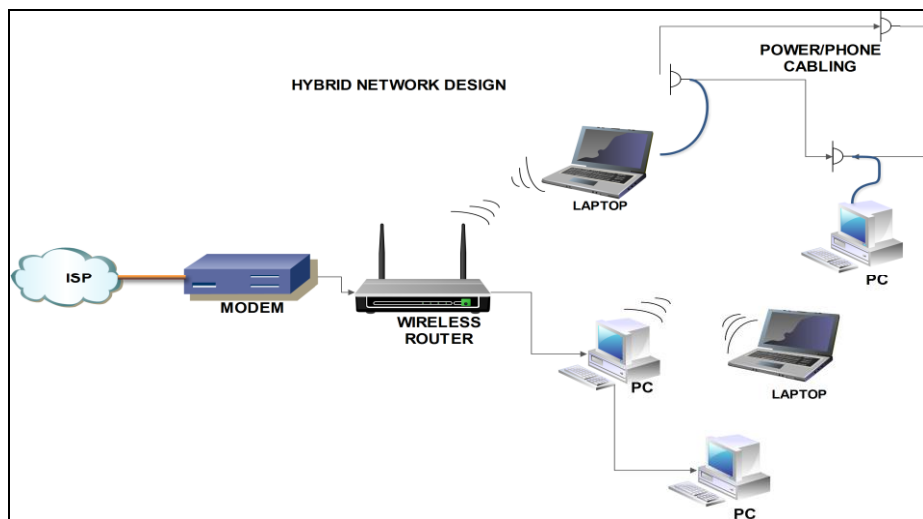 HYBRID NETWORK DESIGN
POWER/PHONE
CABLING
LAPTOP
ISP
MODEM
WIRELESS
ROUTER
PC
PC
LAPTOP
PC